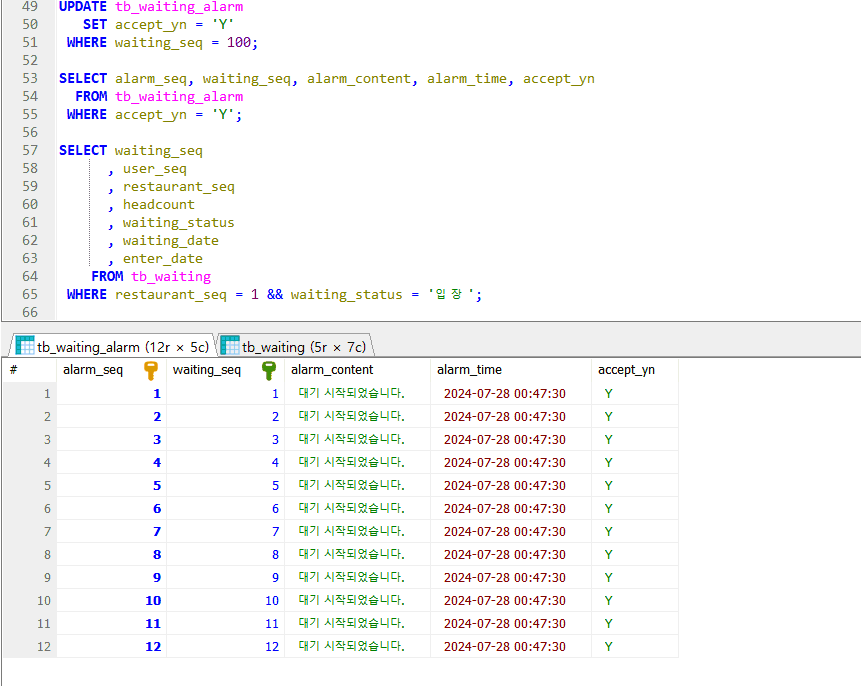 49 UPDATE tb_waiting_alarm
50 SET accept_yn = 'Y'
51 WHERE waiting_seq = 100;
52
53 SELECT alarm_seq, waiting_seq, alarm_content, alarm_time, accept_yn
54 FROM tb_waiting_alarm
55 WHERE accept_yn = 'Y';
56
57 SELECT waiting_seq
58 , user_seq
59 , restaurant_seq
60 , headcount
61 , waiting_status
62 , waiting_date
63 , enter_date
64 FROM tb_waiting
65 WHERE restaurant_seq = 1 && waiting_status = '입장';
66
tb_waiting_alarm (12r × 5c) tb_waiting (5r × 7c)
# alarm_seq waiting_seq alarm_content alarm_time accept_yn
1 1 1 대기 시작되었습니다. 2024-07-28 00:47:30 Y
2 2 2 대기 시작되었습니다. 2024-07-28 00:47:30 Y
3 3 3 대기 시작되었습니다. 2024-07-28 00:47:30 Y
4 4 4 대기 시작되었습니다. 2024-07-28 00:47:30 Y
5 5 5 대기 시작되었습니다. 2024-07-28 00:47:30 Y
6 6 6 대기 시작되었습니다. 2024-07-28 00:47:30 Y
7 7 7 대기 시작되었습니다. 2024-07-28 00:47:30 Y
8 8 8 대기 시작되었습니다. 2024-07-28 00:47:30 Y
9 9 9 대기 시작되었습니다. 2024-07-28 00:47:30 Y
10 10 10 대기 시작되었습니다. 2024-07-28 00:47:30 Y
11 11 11 대기 시작되었습니다. 2024-07-28 00:47:30 Y
12 12 12 대기 시작되었습니다. 2024-07-28 00:47:30 Y